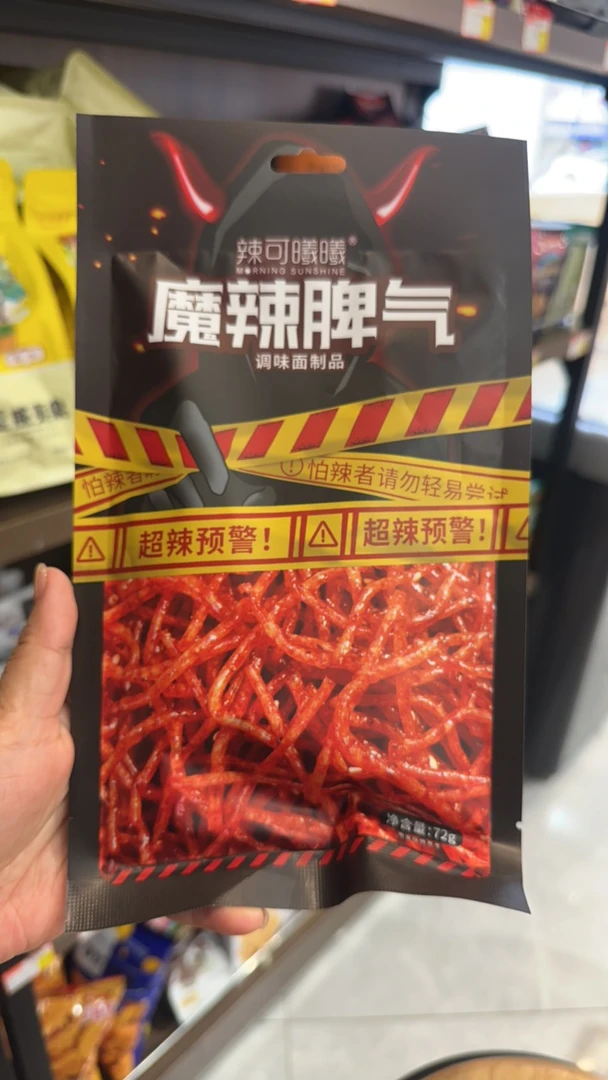 辣可曦曦®
MORNING SUNSHINE
魔辣脾气
调味面制品
怕辣者请
怕辣者请勿轻易尝试
超辣预警!
超辣预警!
净含量:72g